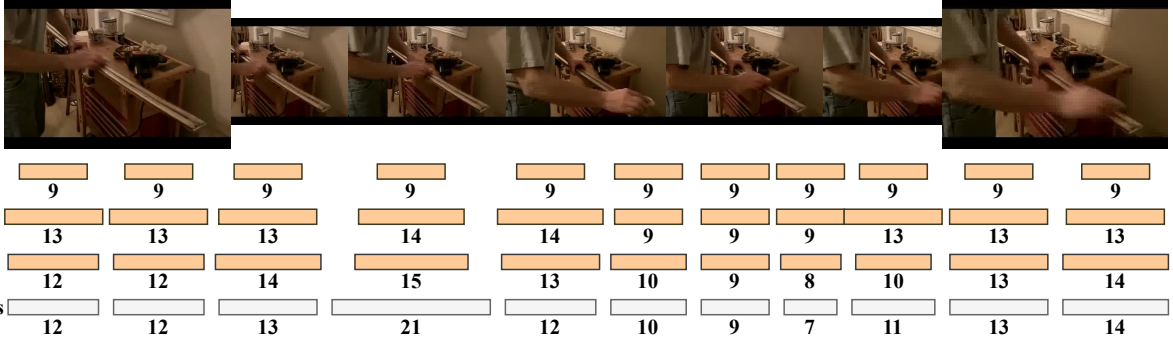 9 9 9 9 9 9 9 9 9 9 9
13 13 13 14 14 9 9 9 13 13 13
12 12 14 15 13 10 9 8 10 13 14
s
12 12 13 21 12 10 9 7 11 13 14